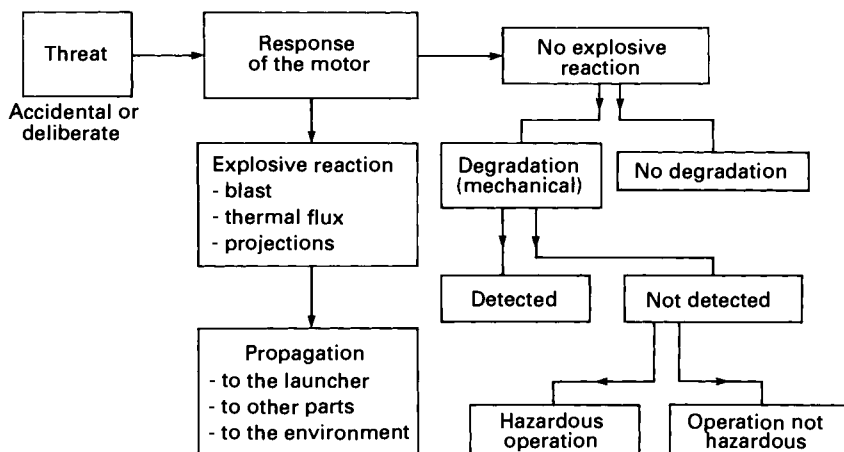 Threat
Accidental or
deliberate
Response
of the motor
No explosive
reaction
Explosive reaction
- blast
- thermal flux
- projections
Degradation
(mechanical)
No degradation
Detected
Not detected
Propagation
- to the launcher
- to other parts
- to the environment
Hazardous
operation
Operation not
hazardous